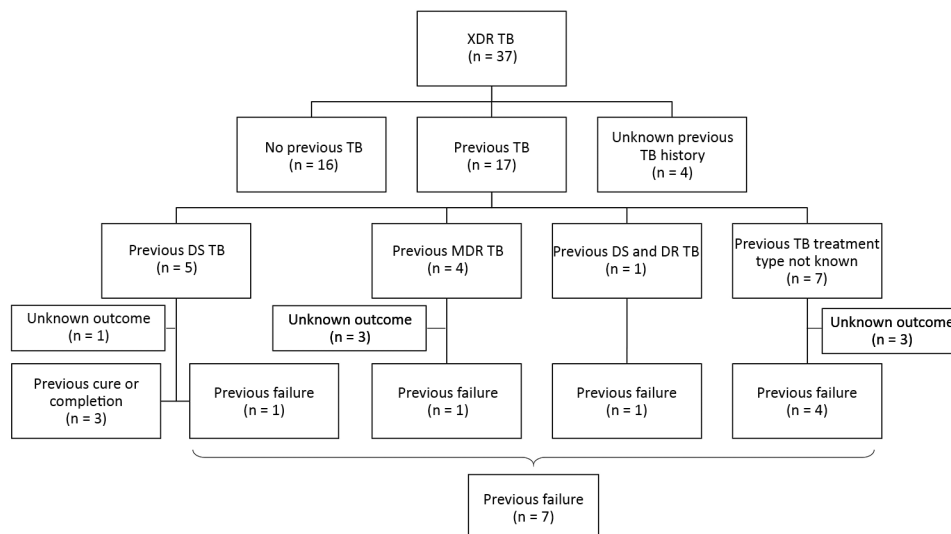 XDR TB
(n = 37)
No previous TB
(n = 16)
Previous TB
(n = 17)
Unknown previous
TB history
(n = 4)
Previous DS TB
(n = 5)
Previous MDR TB
(n = 4)
Previous DS and DR TB
(n = 1)
Previous TB treatment
type not known
(n = 7)
Unknown outcome
(n = 1)
Unknown outcome
(n = 3)
Unknown outcome
(n = 3)
Previous cure or
completion
(n = 3)
Previous failure
(n = 1)
Previous failure
(n = 1)
Previous failure
(n = 1)
Previous failure
(n = 4)
Previous failure
(n = 7)